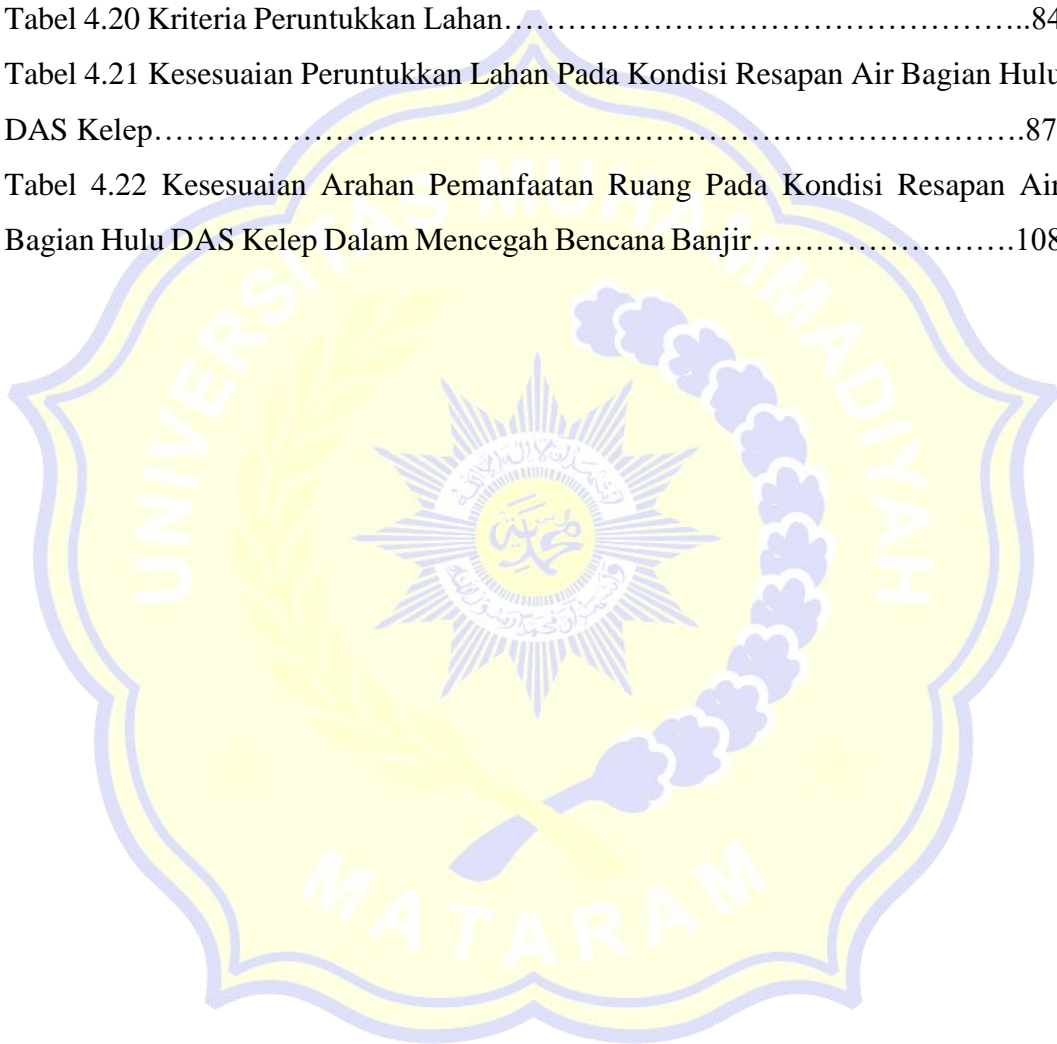 Tabel 4.20 Kriteria Peruntukkan Lahan…………………………………………..84
Tabel 4.21 Kesesuaian Peruntukkan Lahan Pada Kondisi Resapan Air Bagian Hulu
DAS Kelep……………………………………………………………………….87
Tabel 4.22 Kesesuaian Arahan Pemanfaatan Ruang Pada Kondisi Resapan Air
Bagian Hulu DAS Kelep Dalam Mencegah Bencana Banjir…………………….108
UNIVERSITAS MUHAMMADIYAH
MATARAM